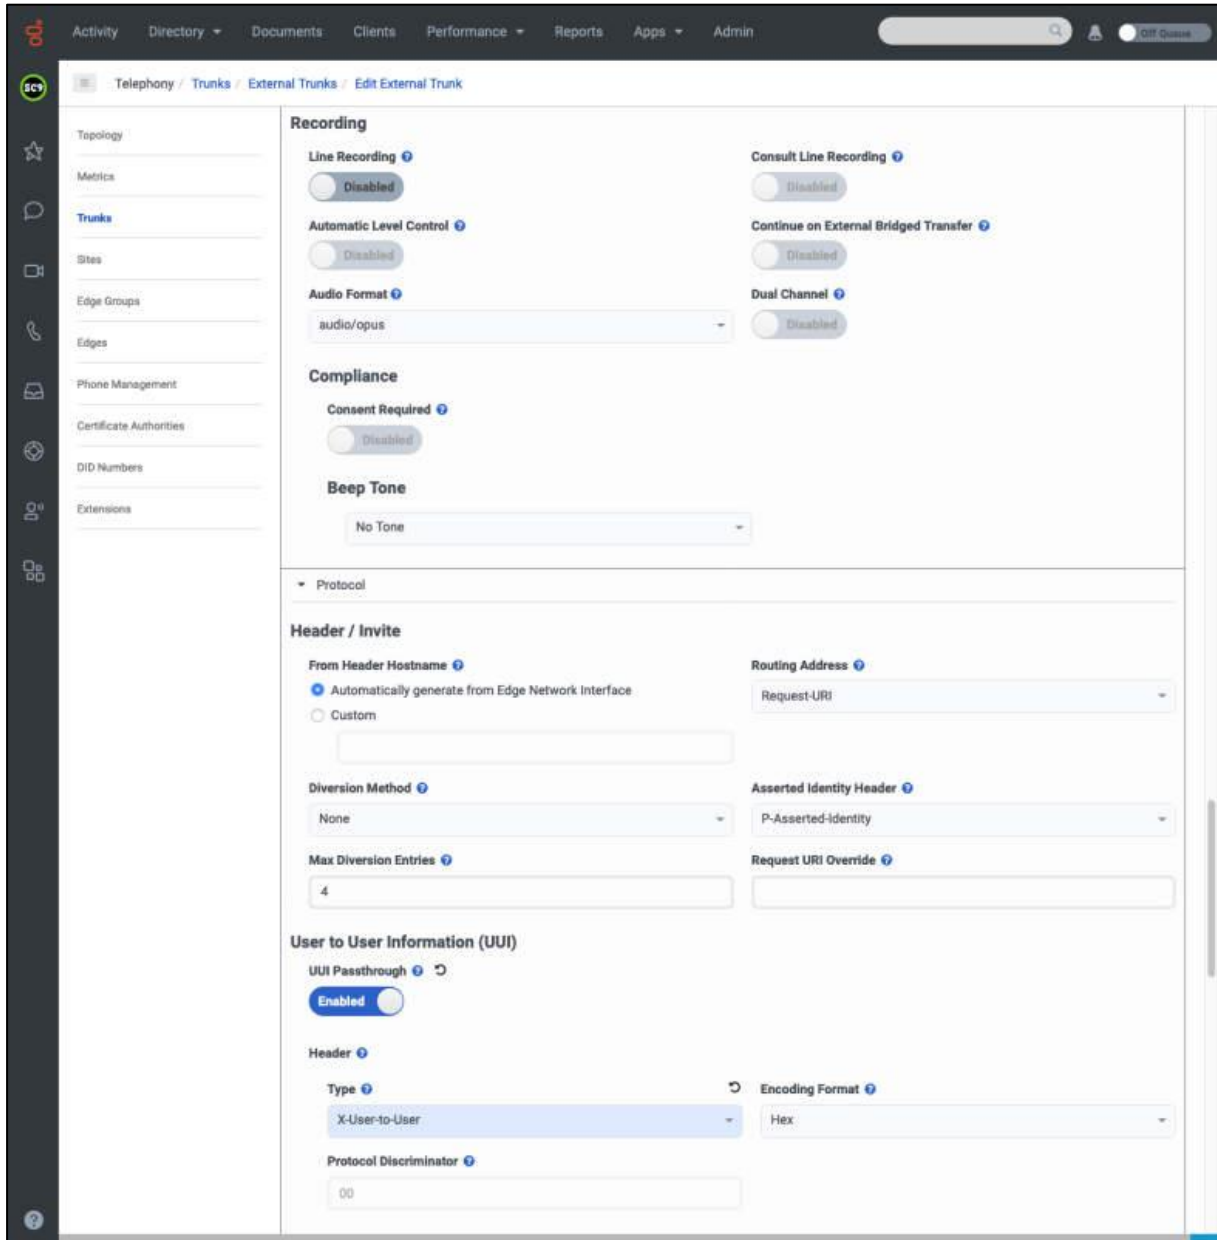 Activity Directory Documents Clients Performance Reports Apps Admin Off Queue
SC9 Telephony / Trunks / External Trunks / Edit External Trunk
Topology
Metrics
Trunks
Sites
Edge Groups
Edges
Phone Management
Certificate Authorities
DID Numbers
Extensions
Recording
Line Recording Consult Line Recording
Disabled Disabled
Automatic Level Control Continue on External Bridged Transfer
Disabled Disabled
Audio Format Dual Channel
audio/opus Disabled
Compliance
Consent Required
Disabled
Beep Tone
No Tone
Protocol
Header / Invite
From Header Hostname Routing Address
Automatically generate from Edge Network Interface Request-URI
Custom
Diversion Method Asserted Identity Header
None P-Asserted-Identity
Max Diversion Entries Request URI Override
4
User to User Information (UUI)
UUI Passthrough
Enabled
Header
Type Encoding Format
X-User-to-User Hex
Protocol Discriminator
00